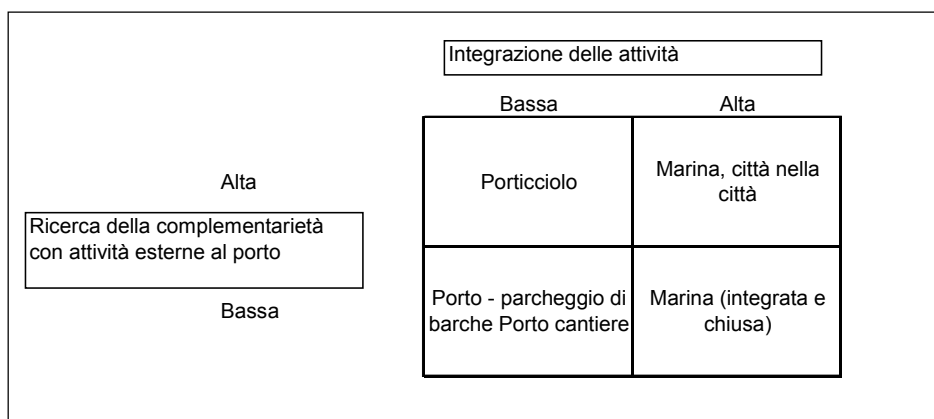 Integrazione delle attività
Bassa
Alta
Alta
Porticciolo
Marina, città nella
città
Ricerca della complementarietà
con attività esterne al porto
Bassa
Porto - parcheggio di
barche Porto cantiere
Marina (integrata e
chiusa)